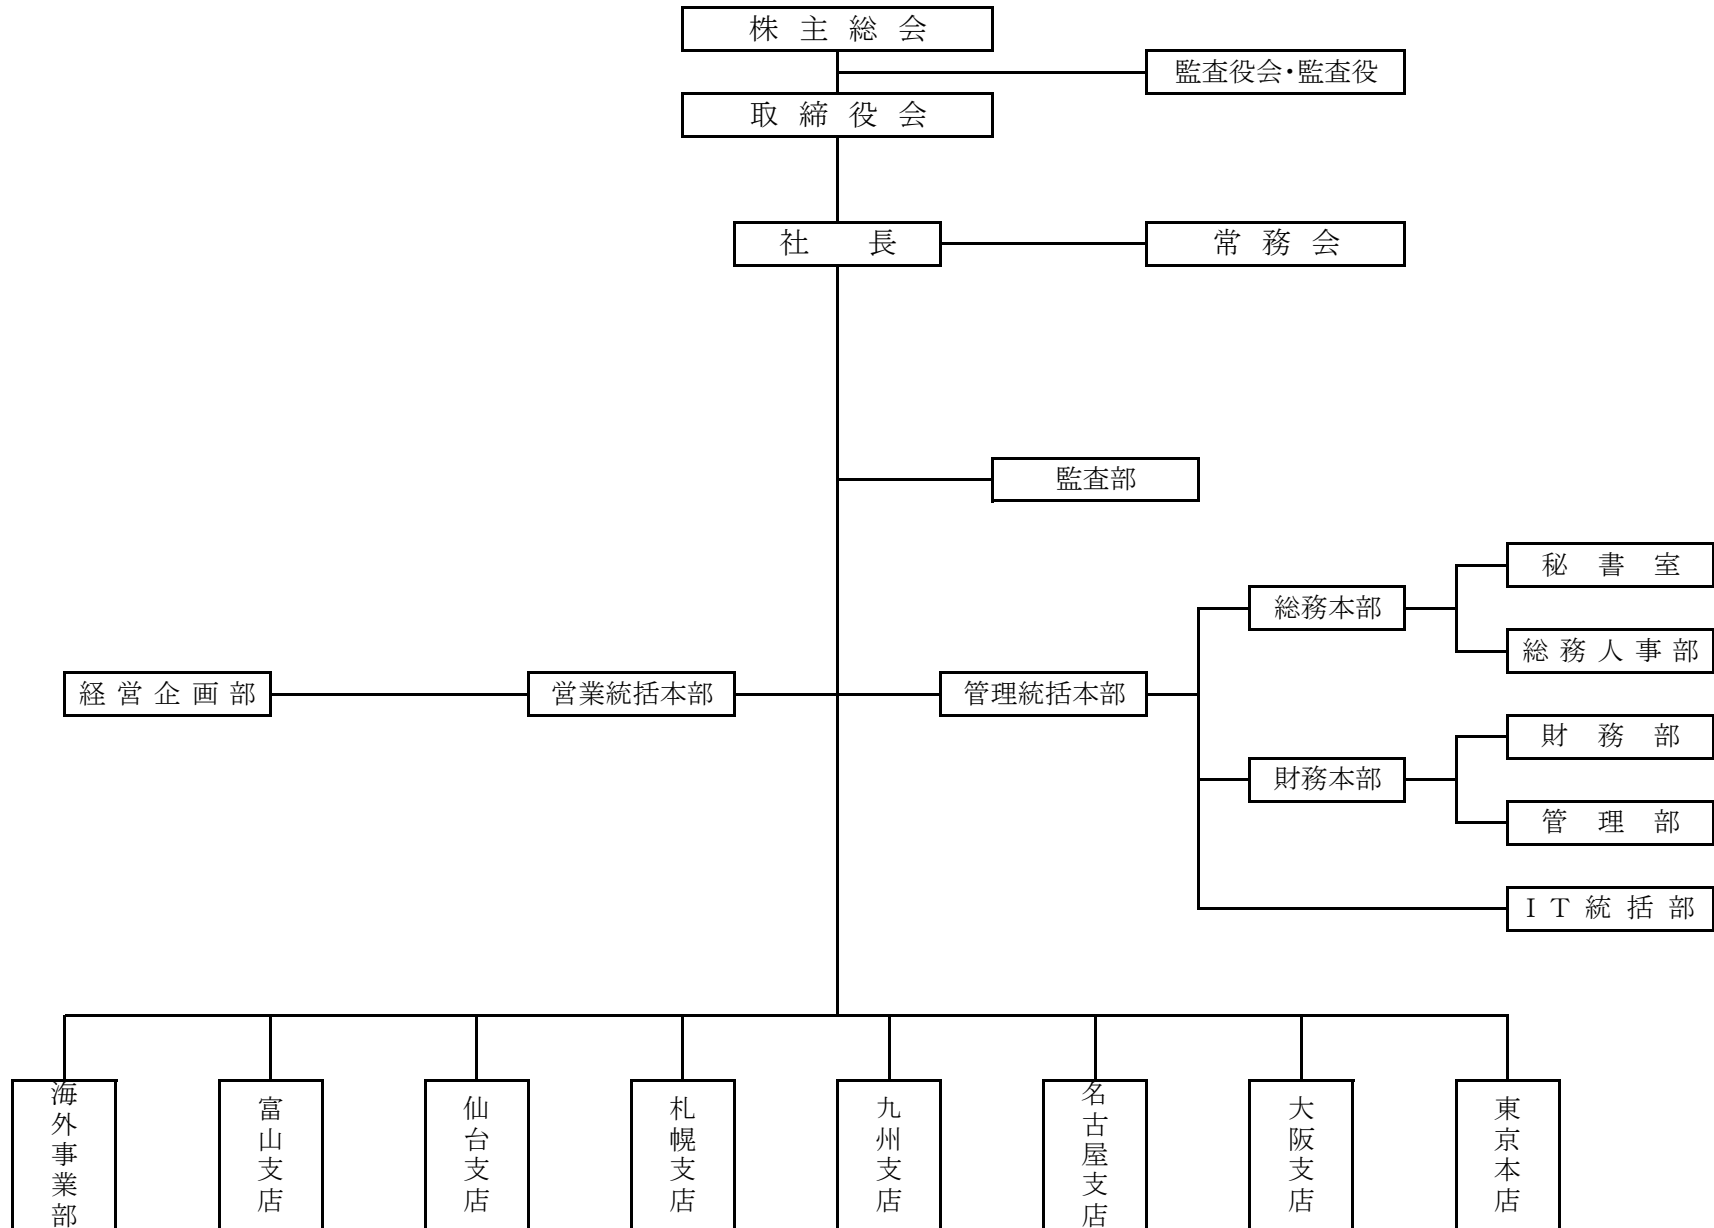 株主総会
監査役会・監査役
取締役会
社長
常務会
監査部
秘書室
総務本部
総務人事部
経営企画部
営業統括本部
管理統括本部
財務部
財務本部
管理部
ＩＴ統括部
海外事業部
富山支店
仙台支店
札幌支店
九州支店
名古屋支店
大阪支店
東京本店